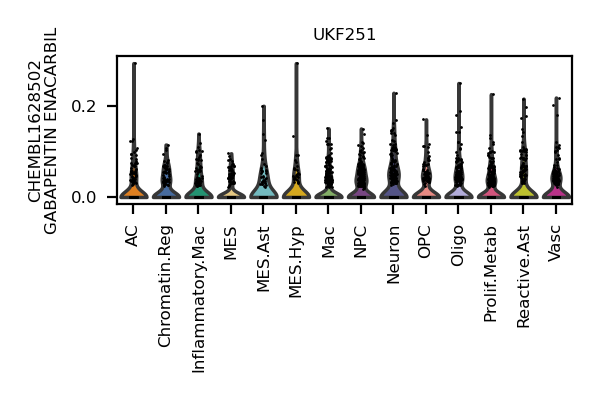 UKF251
CHEMBL1628502
GABAPENTIN ENACARBIL
0.2
0.0
AC
Chromatin.Reg
Inflammatory.Mac
MES
MES.Ast
MES.Hyp
Mac
NPC
Neuron
OPC
Oligo
Prolif.Metab
Reactive.Ast
Vasc